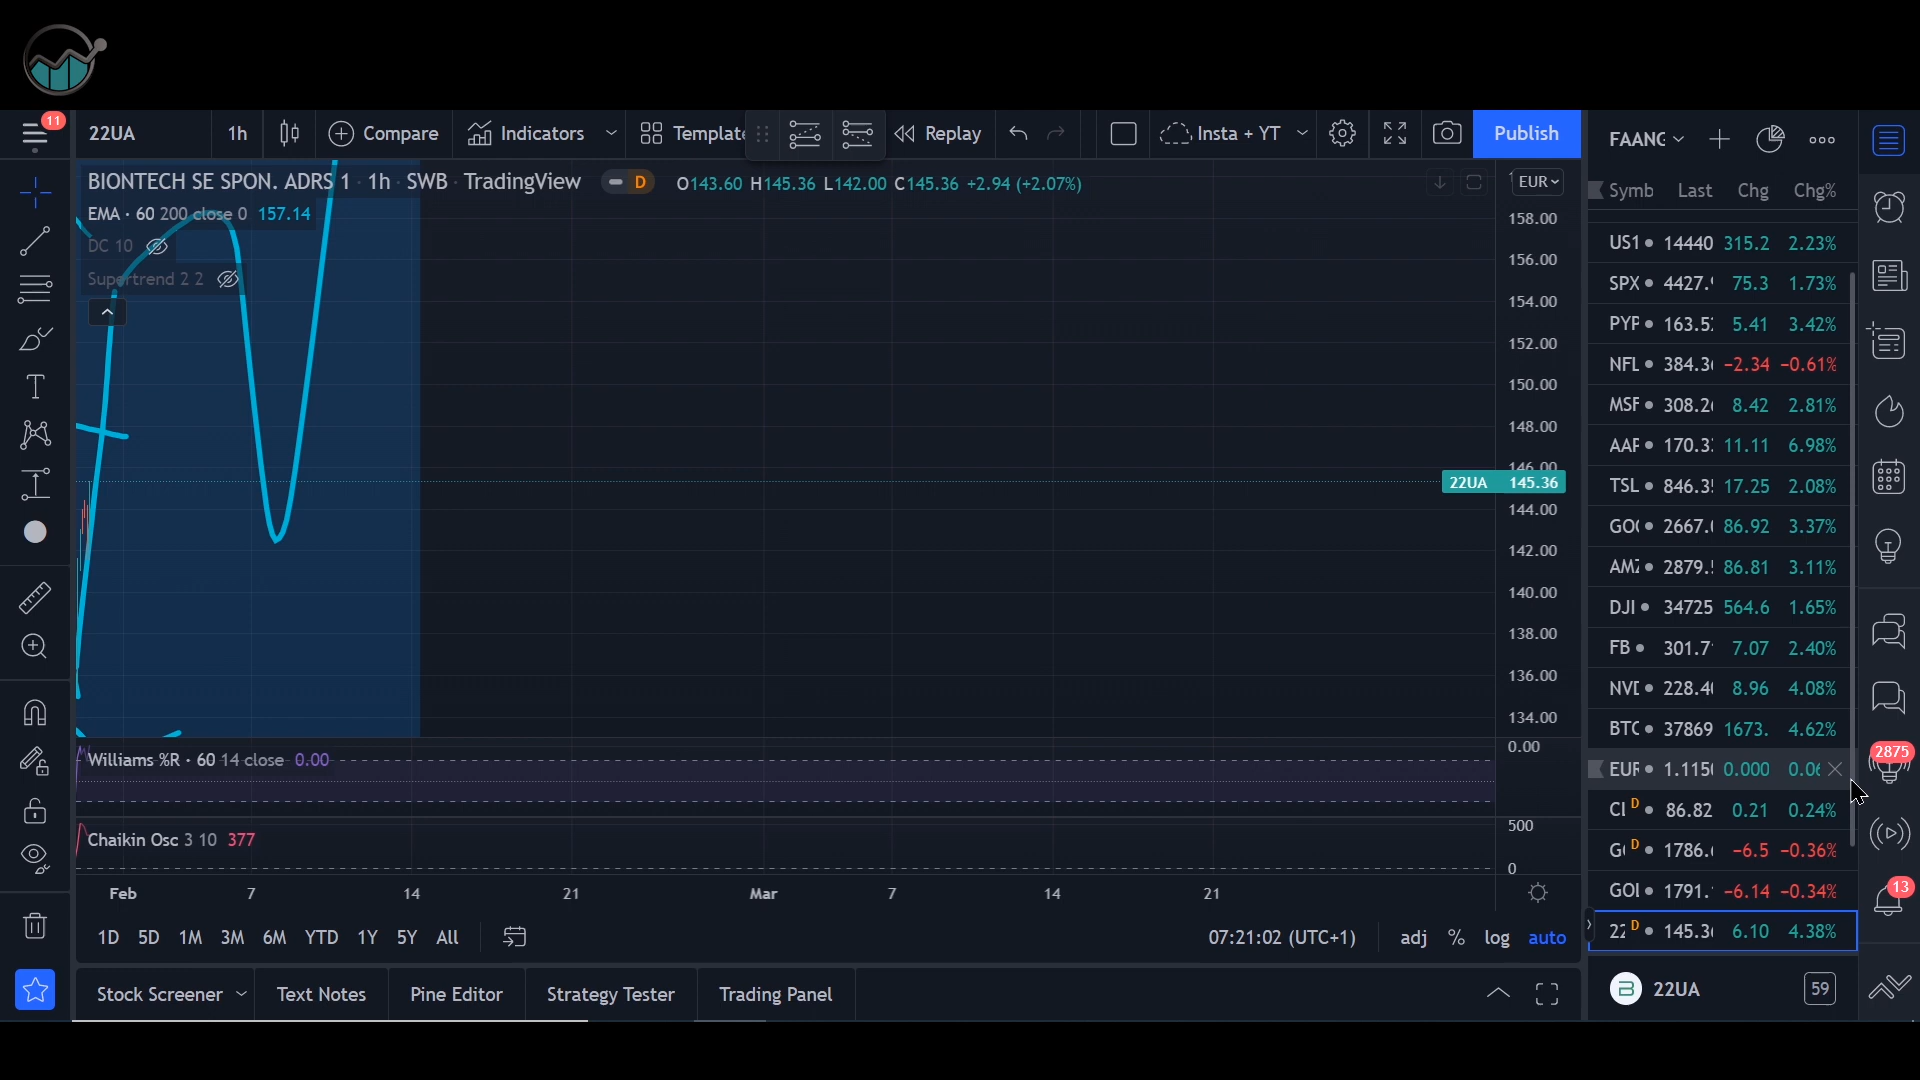 11
22UA
1h
Compare
Indicators
Templat
Replay
Insta + YT
Publish
BIONTECH SE SPON. ADRS 1 · 1h · SWB · TradingView
D
O143.60 H145.36 L142.00 C145.36 +2.94 (+2.07%)
EUR
EMA · 60 200 close 0 157.14
DC 10
Supertrend 2 2
158.00
156.00
154.00
152.00
150.00
148.00
146.00
22UA 145.36
144.00
142.00
140.00
138.00
136.00
134.00
Williams %R · 60 14 close 0.00
0.00
Chaikin Osc 3 10 377
500
0
Feb 7 14 21 Mar 7 14 21
1D 5D 1M 3M 6M YTD 1Y 5Y All
07:21:02 (UTC+1)
adj % log auto
Stock Screener
Text Notes
Pine Editor
Strategy Tester
Trading Panel
FAANG
Symb Last Chg Chg%
US1 14440 315.2 2.23%
SPX 4427. 75.3 1.73%
PYP 163.5 5.41 3.42%
NFL 384.3 −2.34 −0.61%
MSF 308.2 8.42 2.81%
AAP 170.3 11.11 6.98%
TSL 846.3 17.25 2.08%
GO 2667. 86.92 3.37%
AM 2879. 86.81 3.11%
DJI 34725 564.6 1.65%
FB 301.7 7.07 2.40%
NV 228.4 8.96 4.08%
BTC 37869 1673. 4.62%
EUR 1.115 0.000 0.06
CL D 86.82 0.21 0.24%
G D 1786. −6.5 −0.36%
GOL 1791. −6.14 −0.34%
22 D 145.3 6.10 4.38%
22UA
59
2875
13